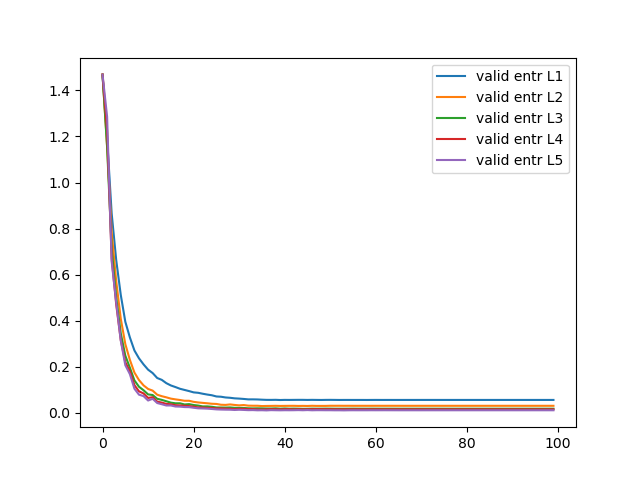 1.4
1.2
1.0
0.8
0.6
0.4
0.2
0.0
0 20 40 60 80 100
valid entr L1
valid entr L2
valid entr L3
valid entr L4
valid entr L5